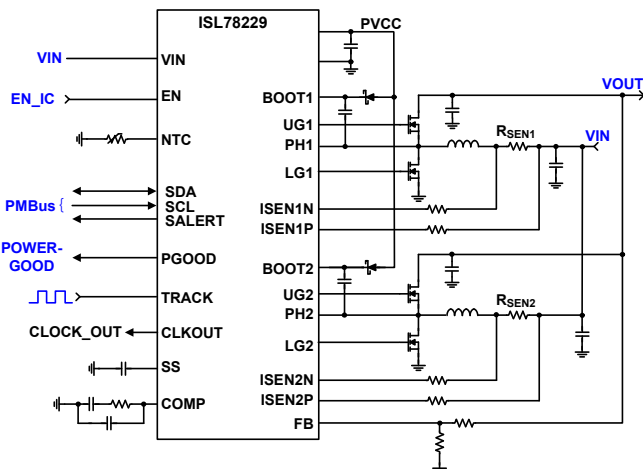 ISL78229
PVCC
VIN
VIN
EN_IC
EN
NTC
PMBus {
SDA
SCL
SALERT
POWER-
GOOD
PGOOD
TRACK
CLOCK_OUT
CLKOUT
SS
COMP
BOOT1
UG1
PH1
LG1
ISEN1N
ISEN1P
BOOT2
UG2
PH2
LG2
ISEN2N
ISEN2P
FB
VOUT
RSEN1
VIN
RSEN2